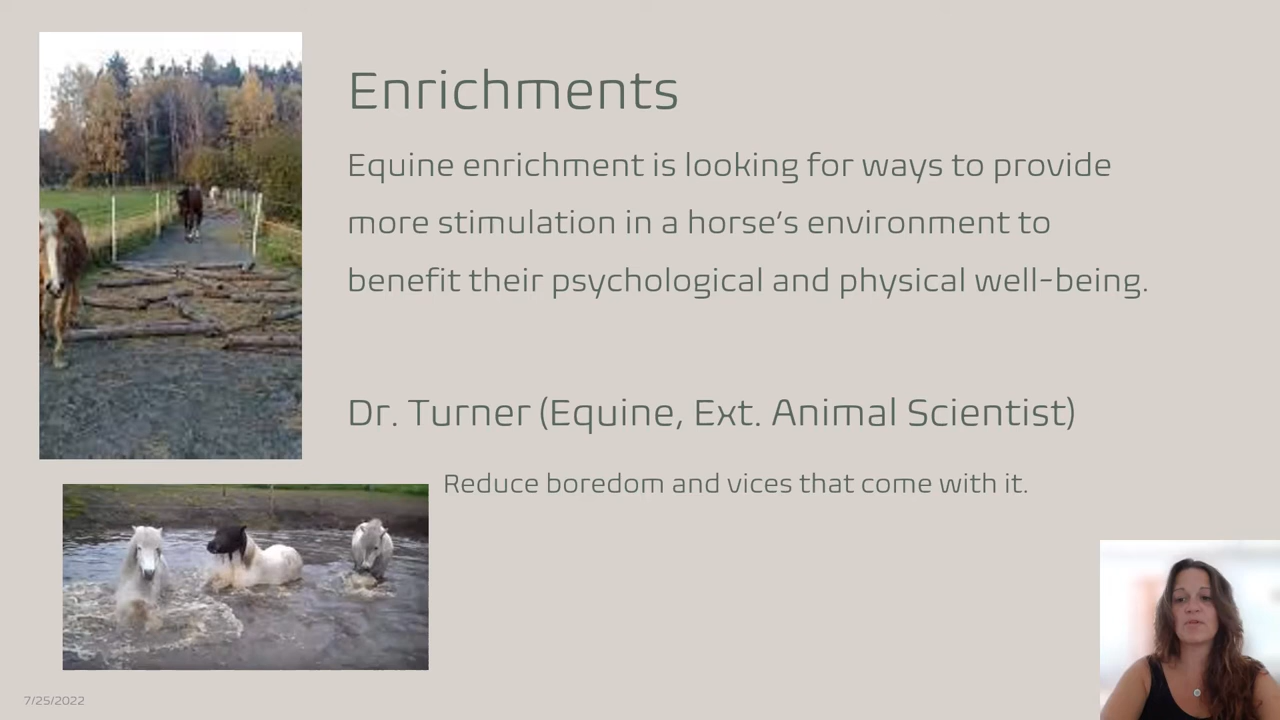 Enrichments
Equine enrichment is looking for ways to provide
more stimulation in a horse’s environment to
benefit their psychological and physical well-being.
Dr. Turner (Equine, Ext. Animal Scientist)
Reduce boredom and vices that come with it.
7/25/2022